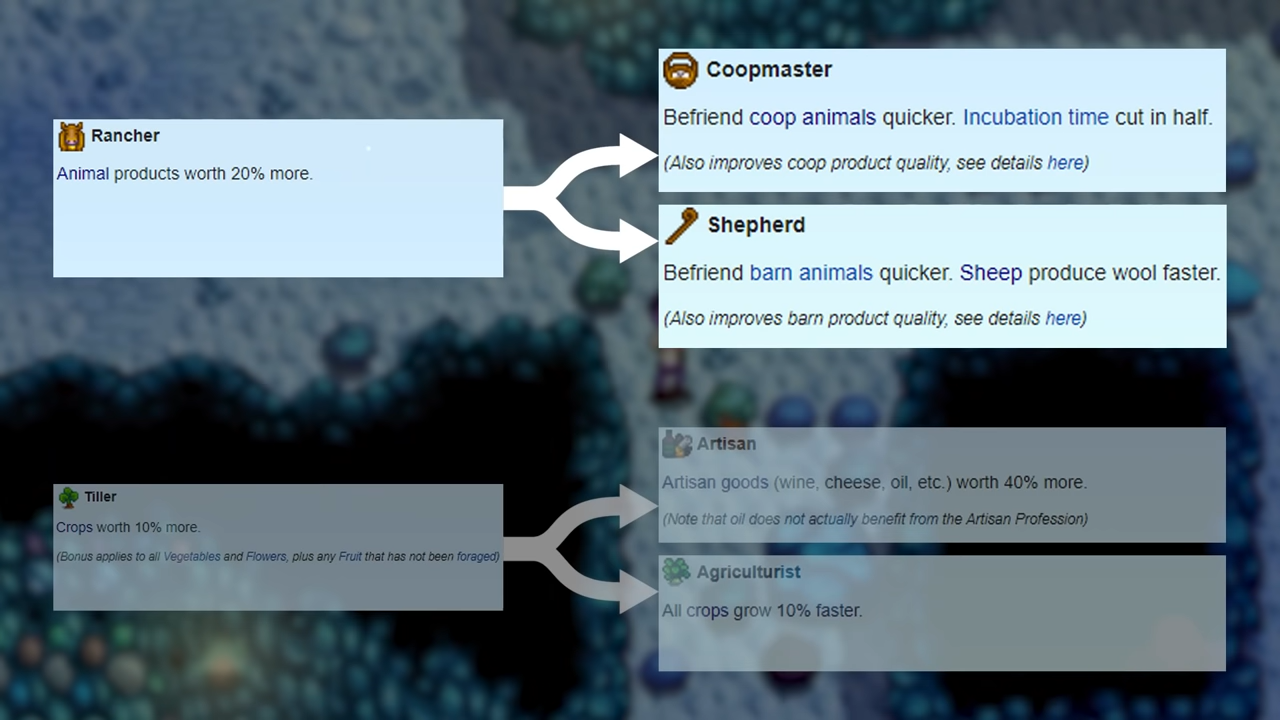 Rancher
Animal products worth 20% more.
Coopmaster
Befriend coop animals quicker. Incubation time cut in half.
(Also improves coop product quality, see details here)
Shepherd
Befriend barn animals quicker. Sheep produce wool faster.
(Also improves barn product quality, see details here)
Tiller
Crops worth 10% more.
(Bonus applies to all Vegetables and Flowers, plus any Fruit that has not been foraged)
Artisan
Artisan goods (wine, cheese, oil, etc.) worth 40% more.
(Note that oil does not actually benefit from the Artisan Profession)
Agriculturist
All crops grow 10% faster.